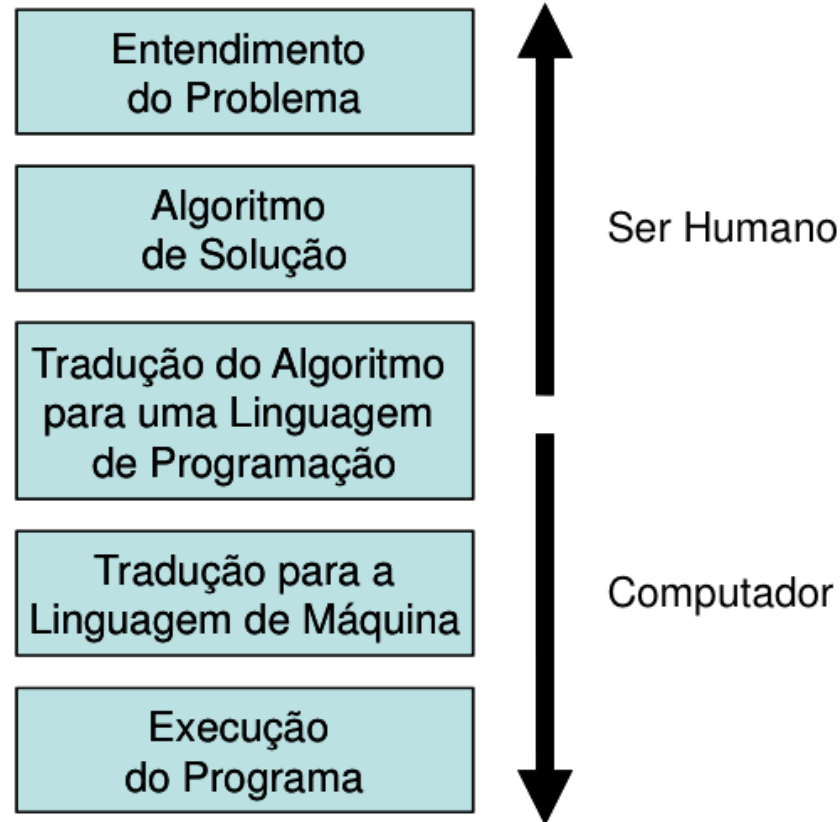 Entendimento
do Problema
Algoritmo
de Solução
Ser Humano
Tradução do Algoritmo
para uma Linguagem
de Programação
Tradução para a
Linguagem de Máquina
Computador
Execução
do Programa